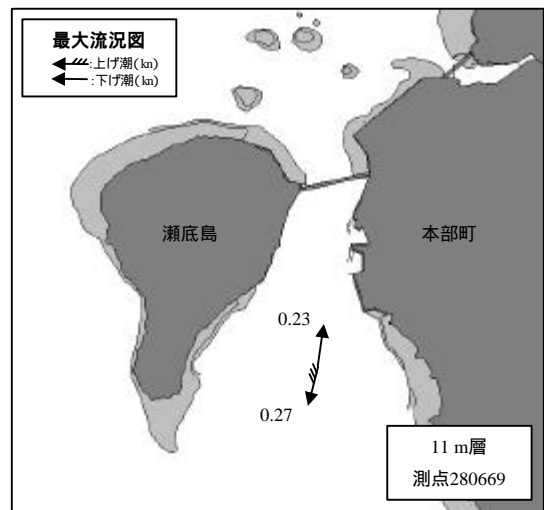 最大流況図
:上げ潮(kn)
:下げ潮(kn)
瀬底島
本部町
0.23
0.27
11 m層
測点280669